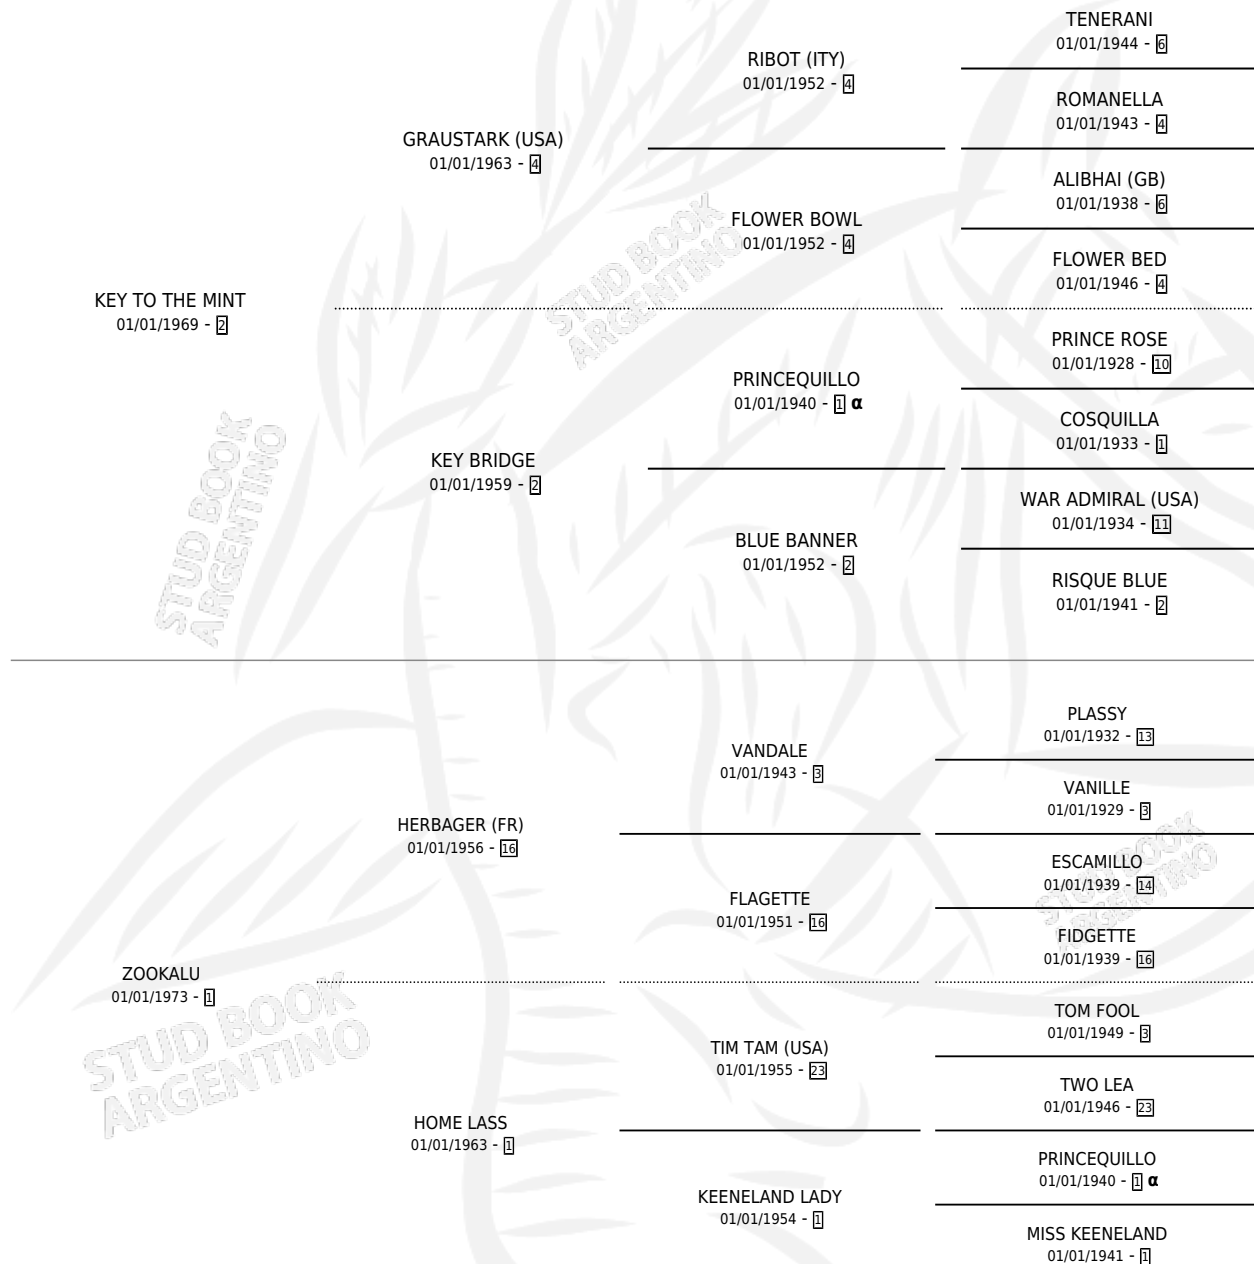 TENERANI
01/01/1944 - 6
RIBOT (ITY)
01/01/1952 - 4
ROMANELLA
01/01/1943 - 4
GRAUSTARK (USA)
01/01/1963 - 4
ALIBHAI (GB)
01/01/1938 - 6
FLOWER BOWL
01/01/1952 - 4
FLOWER BED
01/01/1946 - 4
KEY TO THE MINT
01/01/1969 - 2
PRINCE ROSE
01/01/1928 - 10
PRINCEQUILLO
01/01/1940 - 1 α
COSQUILLA
01/01/1933 - 1
KEY BRIDGE
01/01/1959 - 2
WAR ADMIRAL (USA)
01/01/1934 - 11
BLUE BANNER
01/01/1952 - 2
RISQUE BLUE
01/01/1941 - 2
PLASSY
01/01/1932 - 13
VANDALE
01/01/1943 - 3
VANILLE
01/01/1929 - 3
HERBAGER (FR)
01/01/1956 - 16
ESCAMILLO
01/01/1939 - 14
FLAGETTE
01/01/1951 - 16
FIDGETTE
01/01/1939 - 16
ZOOKALU
01/01/1973 - 1
TOM FOOL
01/01/1949 - 3
TIM TAM (USA)
01/01/1955 - 23
TWO LEA
01/01/1946 - 23
HOME LASS
01/01/1963 - 1
PRINCEQUILLO
01/01/1940 - 1 α
KEENELAND LADY
01/01/1954 - 1
MISS KEENELAND
01/01/1941 - 1
STUD BOOK
ARGENTINO
STUD BOOK
ARGENTINO
STUD BOOK
ARGENTINO
STUD BOOK
ARGENTINO